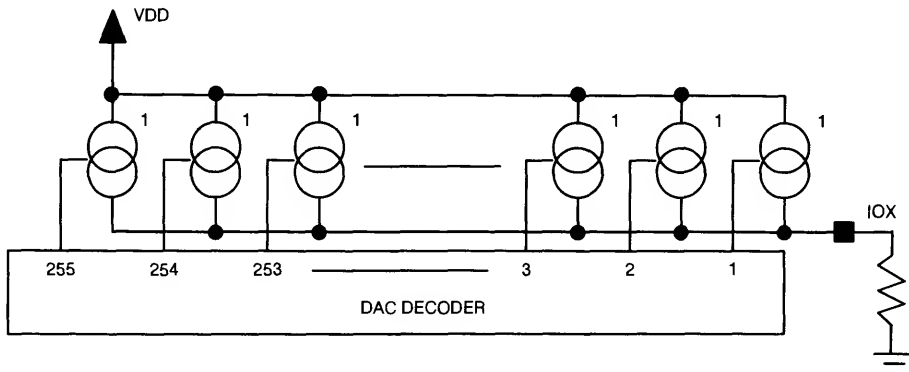 VDD
1 1 1 1 1 1
IOX
255 254 253 3 2 1
DAC DECODER